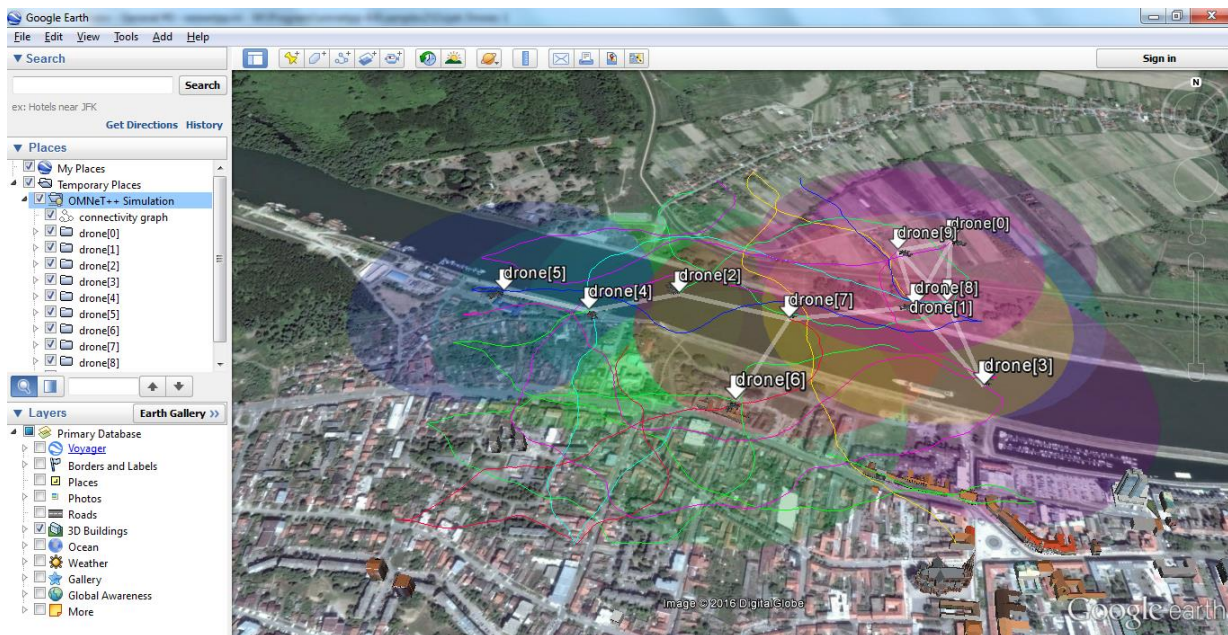 Google Earth
File Edit View Tools Add Help
Search
Search
ex: Hotels near JFK
Get Directions History
Places
My Places
Temporary Places
OMNeT++ Simulation
connectivity graph
drone[0]
drone[1]
drone[2]
drone[3]
drone[4]
drone[5]
drone[6]
drone[7]
drone[8]
Layers
Earth Gallery >>
Primary Database
Voyager
Borders and Labels
Places
Photos
Roads
3D Buildings
Ocean
Weather
Gallery
Global Awareness
More
Sign in
N
drone[0]
drone[9]
drone[5]
drone[2]
drone[4]
drone[8]
drone[7]
drone[1]
drone[3]
drone[6]
Image © 2016 DigitalGlobe
Google earth